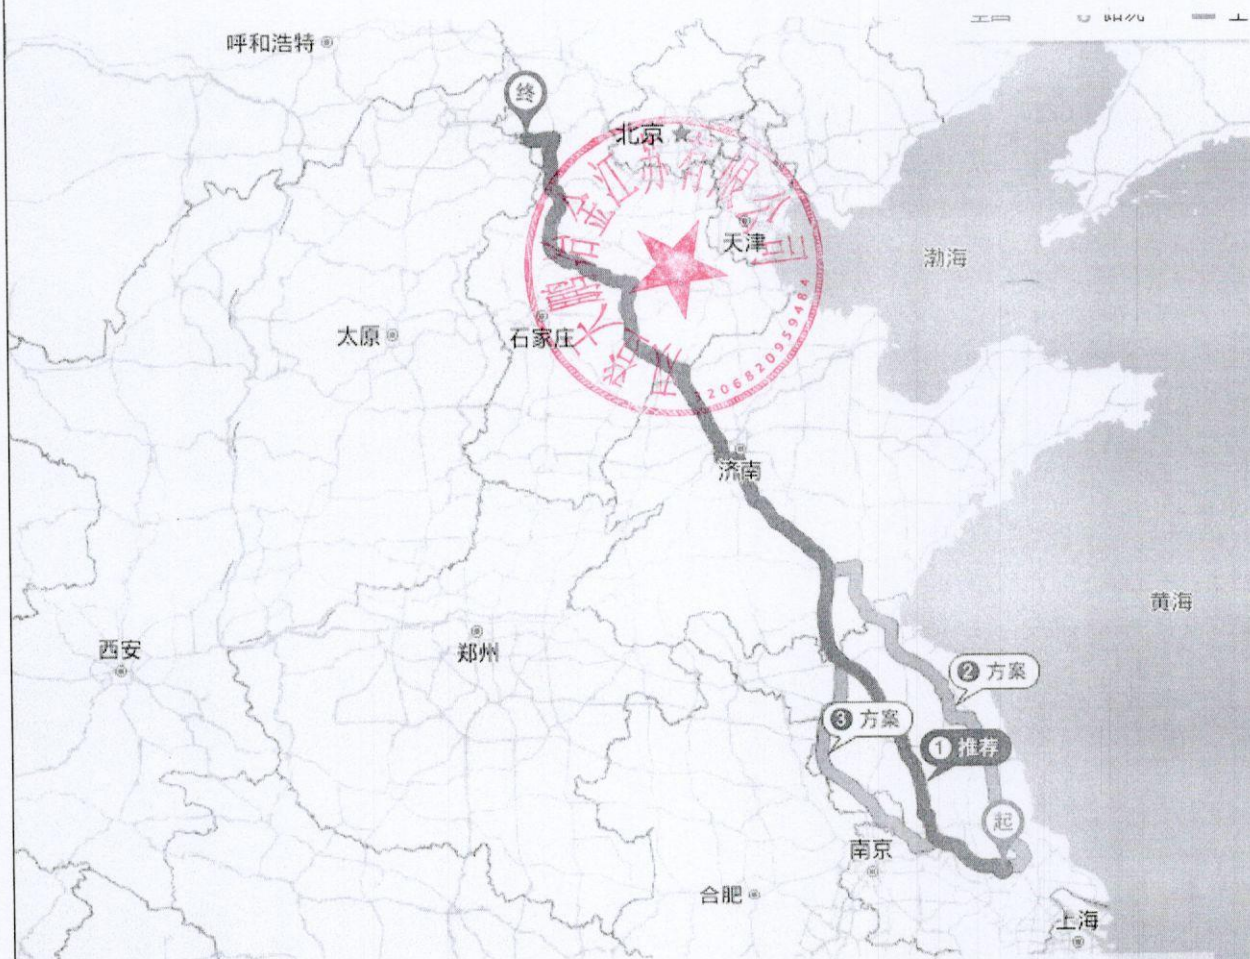 呼和浩特
终
北京
天津
渤海
太原
石家庄
济南
黄海
西安
郑州
2 方案
3 方案
1 推荐
起
南京
合肥
上海
206820959484